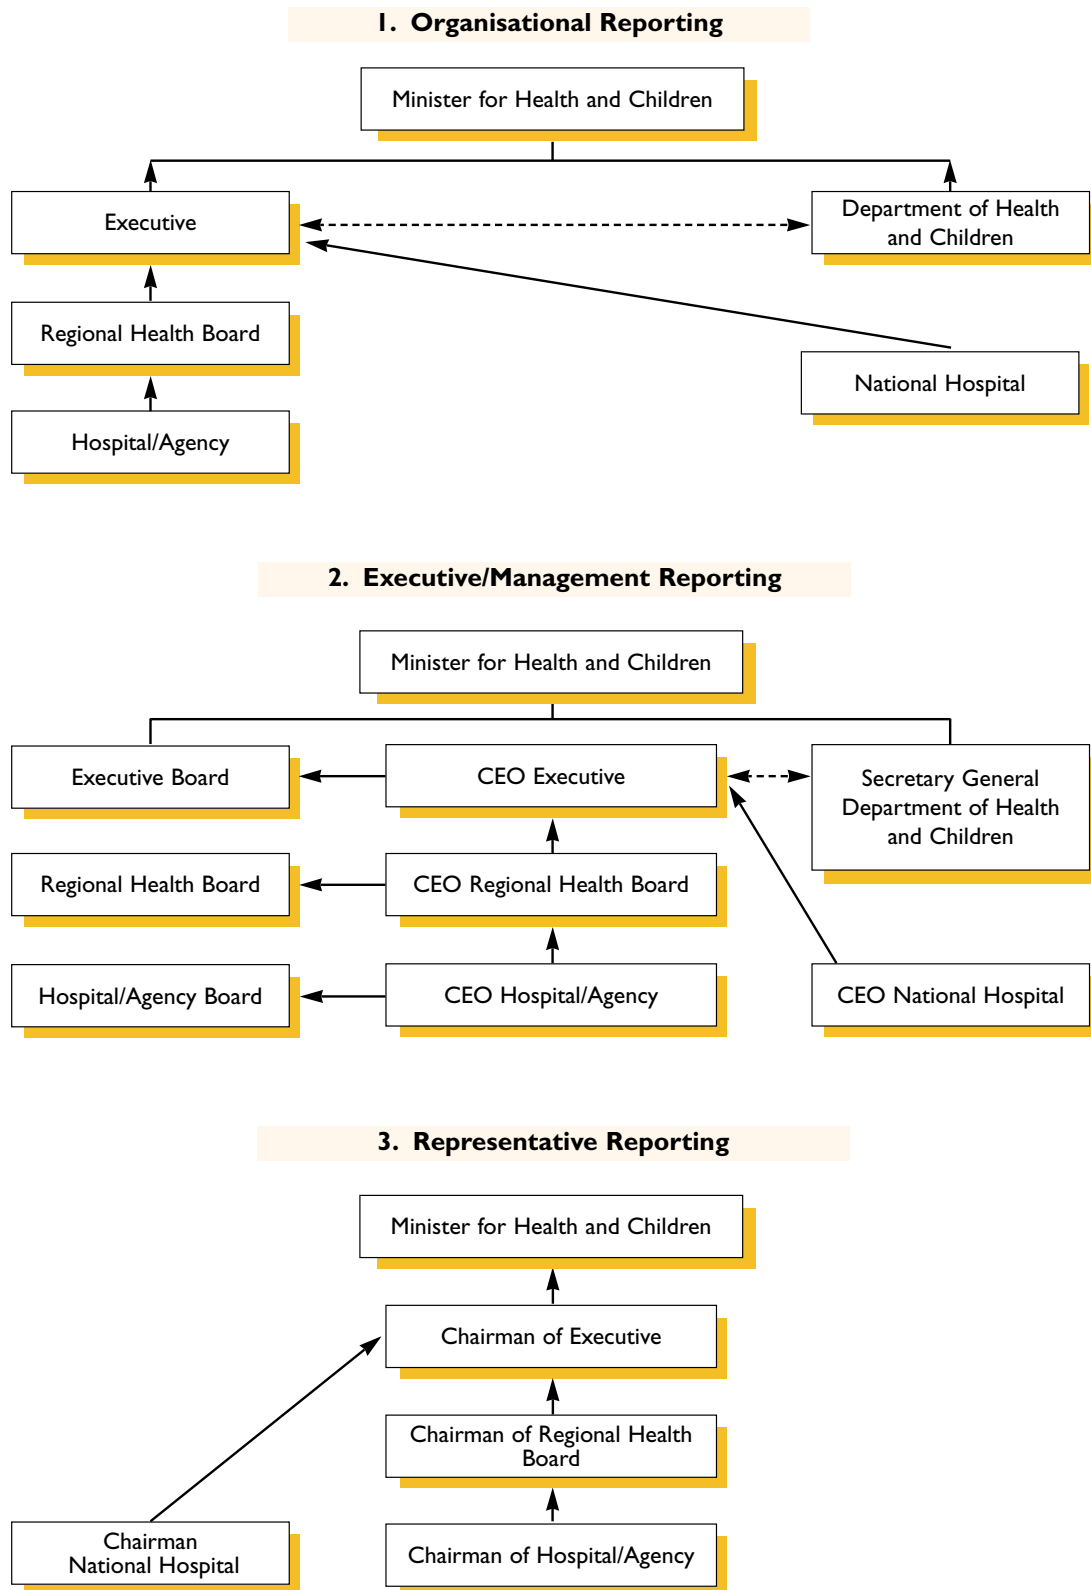 1. Organisational Reporting
Minister for Health and Children
Executive
Department of Health
and Children
Regional Health Board
National Hospital
Hospital/Agency
2. Executive/Management Reporting
Minister for Health and Children
Executive Board
CEO Executive
Secretary General
Department of Health
and Children
Regional Health Board
CEO Regional Health Board
Hospital/Agency Board
CEO Hospital/Agency
CEO National Hospital
3. Representative Reporting
Minister for Health and Children
Chairman of Executive
Chairman of Regional Health
Board
Chairman
National Hospital
Chairman of Hospital/Agency